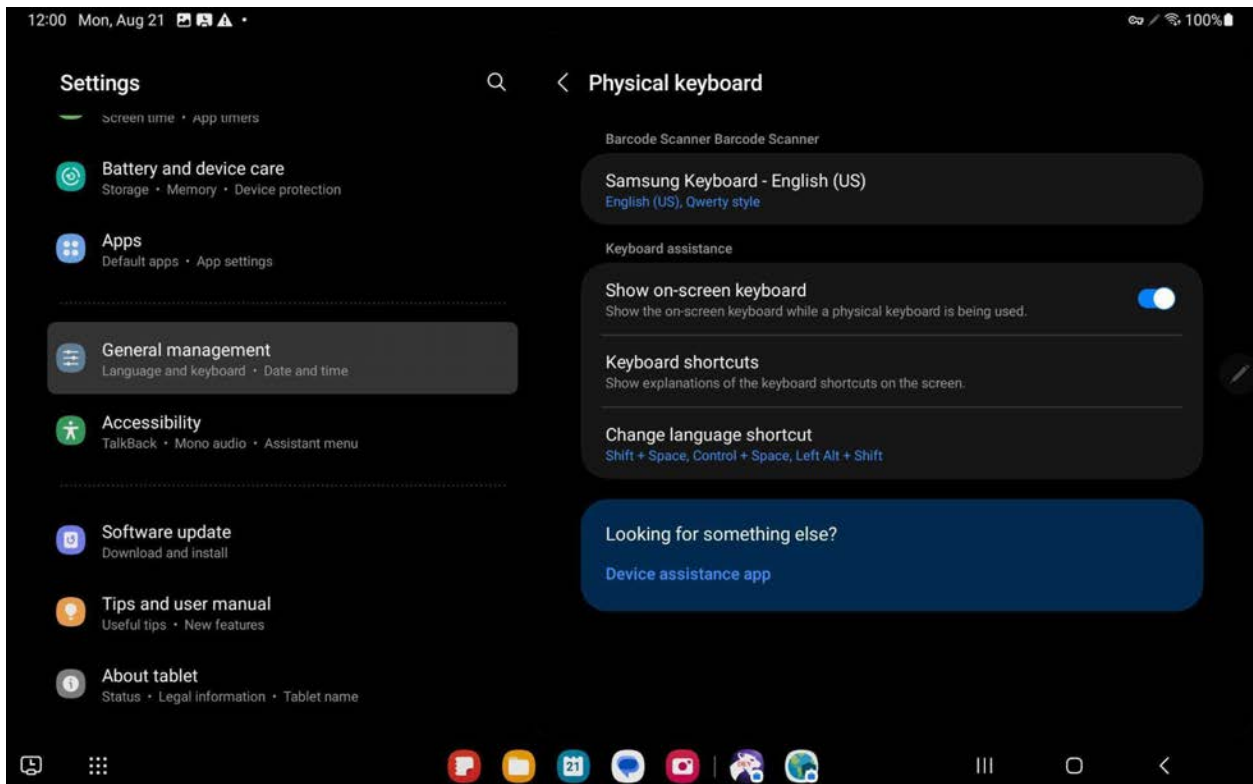 12:00 Mon, Aug 21
100%
Settings
Screen time • App timers
Battery and device care
Storage • Memory • Device protection
Apps
Default apps • App settings
General management
Language and keyboard • Date and time
Accessibility
TalkBack • Mono audio • Assistant menu
Software update
Download and install
Tips and user manual
Useful tips • New features
About tablet
Status • Legal information • Tablet name
Physical keyboard
Barcode Scanner Barcode Scanner
Samsung Keyboard - English (US)
English (US), Qwerty style
Keyboard assistance
Show on-screen keyboard
Show the on-screen keyboard while a physical keyboard is being used.
Keyboard shortcuts
Show explanations of the keyboard shortcuts on the screen.
Change language shortcut
Shift + Space, Control + Space, Left Alt + Shift
Looking for something else?
Device assistance app
21